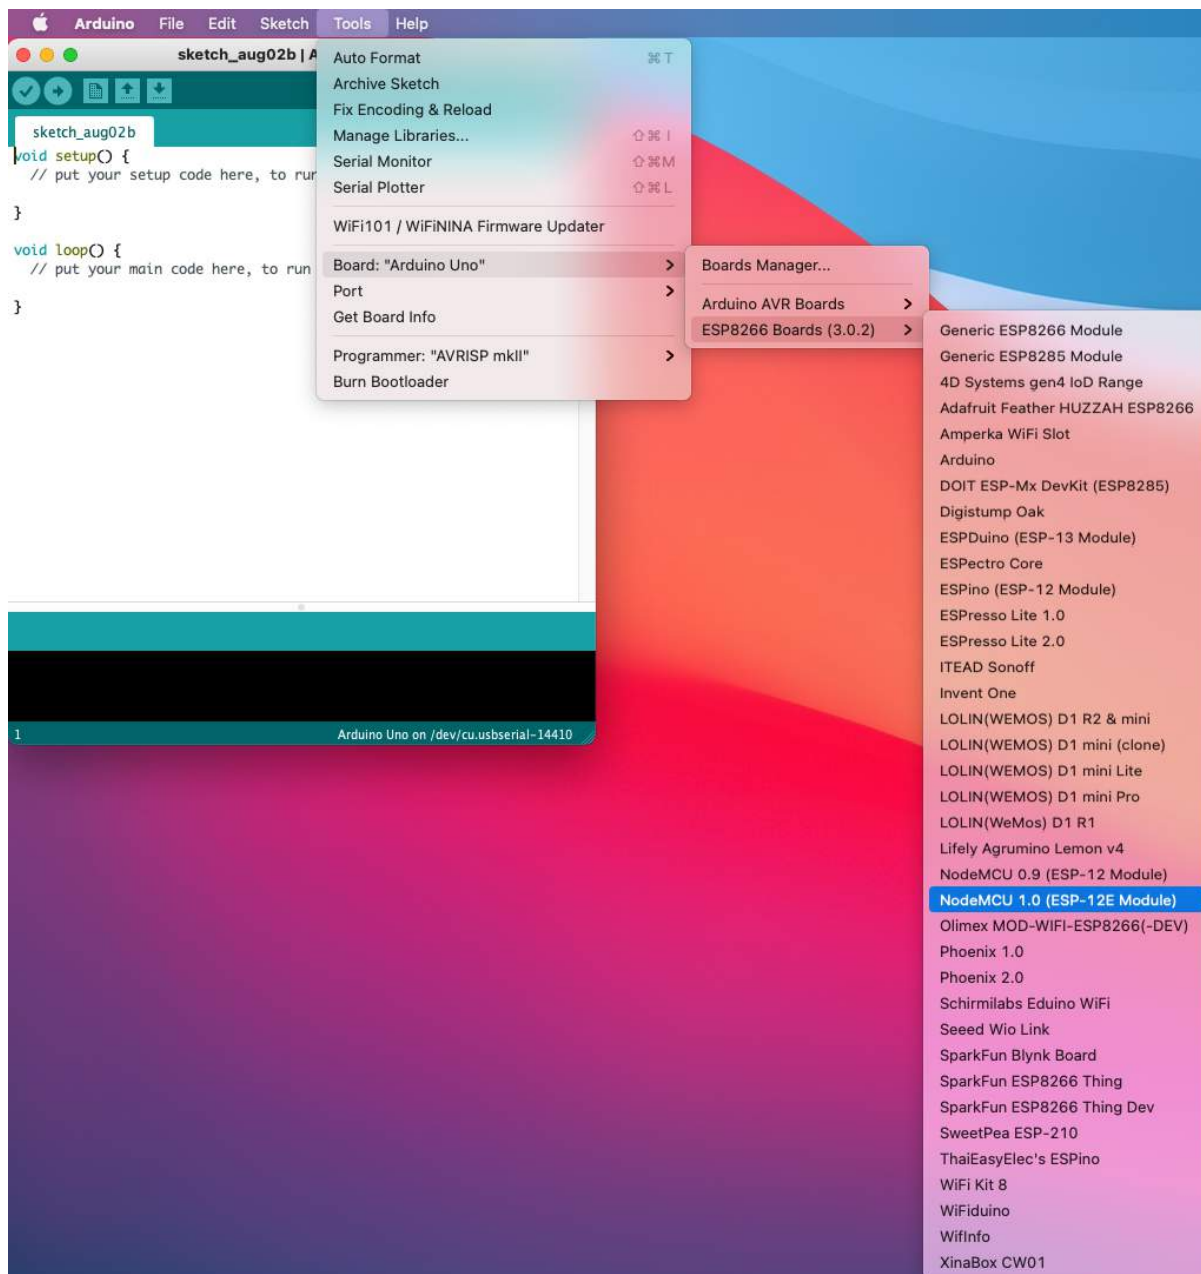 Arduino File Edit Sketch Tools Help
sketch_aug02b | A
sketch_aug02b
void setup() {
// put your setup code here, to run
}
void loop() {
// put your main code here, to run
}
1
Arduino Uno on /dev/cu.usbserial-14410
Auto Format ⌘T
Archive Sketch
Fix Encoding & Reload
Manage Libraries... ⇧⌘I
Serial Monitor ⇧⌘M
Serial Plotter ⇧⌘L
WiFi101 / WiFiNINA Firmware Updater
Board: "Arduino Uno"
Port
Get Board Info
Programmer: "AVRISP mkII"
Burn Bootloader
Boards Manager...
Arduino AVR Boards
ESP8266 Boards (3.0.2)
Generic ESP8266 Module
Generic ESP8285 Module
4D Systems gen4 IoD Range
Adafruit Feather HUZZAH ESP8266
Amperka WiFi Slot
Arduino
DOIT ESP-Mx DevKit (ESP8285)
Digistump Oak
ESPDuino (ESP-13 Module)
ESPectro Core
ESPino (ESP-12 Module)
ESPresso Lite 1.0
ESPresso Lite 2.0
ITEAD Sonoff
Invent One
LOLIN(WEMOS) D1 R2 & mini
LOLIN(WEMOS) D1 mini (clone)
LOLIN(WEMOS) D1 mini Lite
LOLIN(WEMOS) D1 mini Pro
LOLIN(WeMos) D1 R1
Lifely Agrumino Lemon v4
NodeMCU 0.9 (ESP-12 Module)
NodeMCU 1.0 (ESP-12E Module)
Olimex MOD-WIFI-ESP8266(-DEV)
Phoenix 1.0
Phoenix 2.0
Schirmilabs Eduino WiFi
Seeed Wio Link
SparkFun Blynk Board
SparkFun ESP8266 Thing
SparkFun ESP8266 Thing Dev
SweetPea ESP-210
ThaiEasyElec's ESPino
WiFi Kit 8
WiFiduino
WifInfo
XinaBox CW01